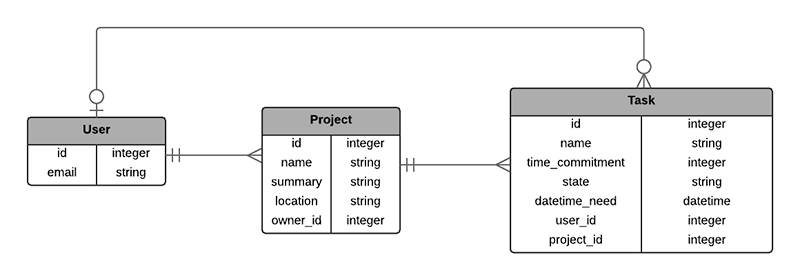 User
id integer
email string
Project
id integer
name string
summary string
location string
owner_id integer
Task
id integer
name string
time_commitment integer
state string
datetime_need datetime
user_id integer
project_id integer